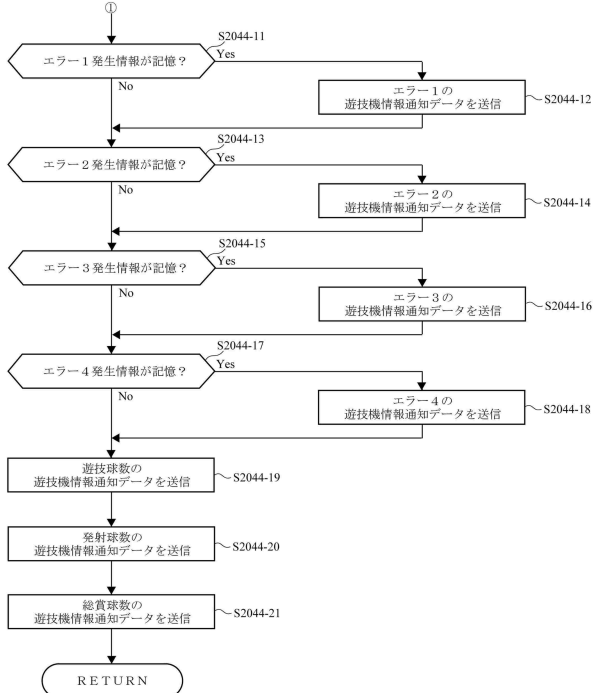 ①
S2044-11
エラー１発生情報が記憶？
Yes
No
エラー１の
遊技機情報通知データを送信
S2044-12
S2044-13
エラー２発生情報が記憶？
Yes
No
エラー２の
遊技機情報通知データを送信
S2044-14
S2044-15
エラー３発生情報が記憶？
Yes
No
エラー３の
遊技機情報通知データを送信
S2044-16
S2044-17
エラー４発生情報が記憶？
Yes
No
エラー４の
遊技機情報通知データを送信
S2044-18
遊技球数の
遊技機情報通知データを送信
S2044-19
発射球数の
遊技機情報通知データを送信
S2044-20
総賞球数の
遊技機情報通知データを送信
S2044-21
ＲＥＴＵＲＮ